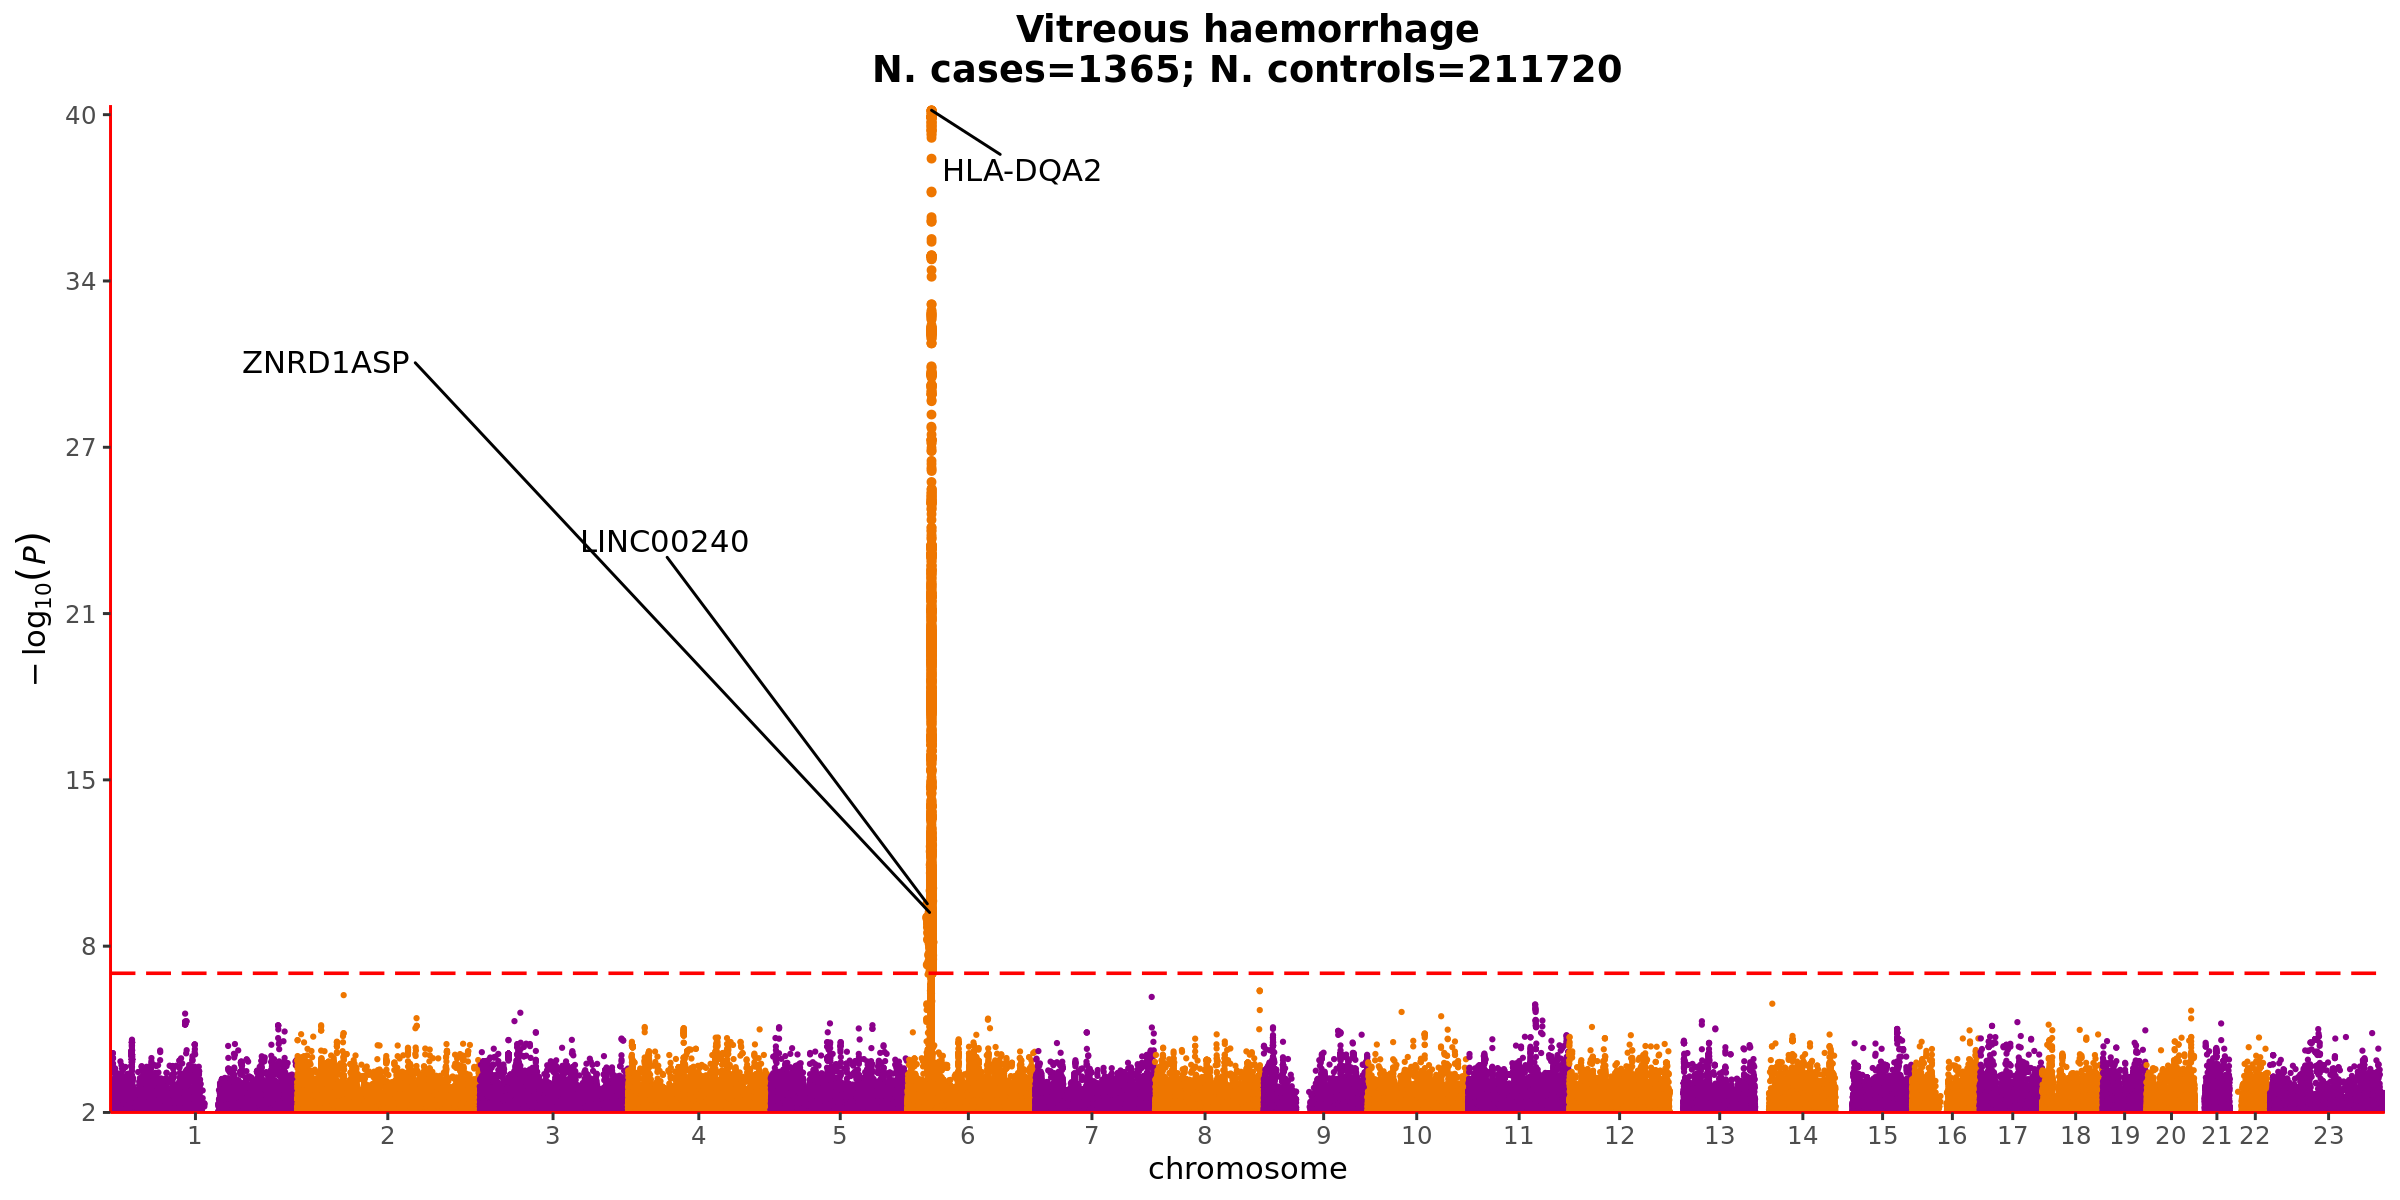 Vitreous haemorrhage
N. cases=1365; N. controls=211720
40
HLA-DQA2
34
ZNRD1ASP
27
LINC00240
−log10(P)
21
15
8
2
1 2 3 4 5 6 7 8 9 10 11 12 13 14 15 16 17 18 19 20 21 22 23
chromosome